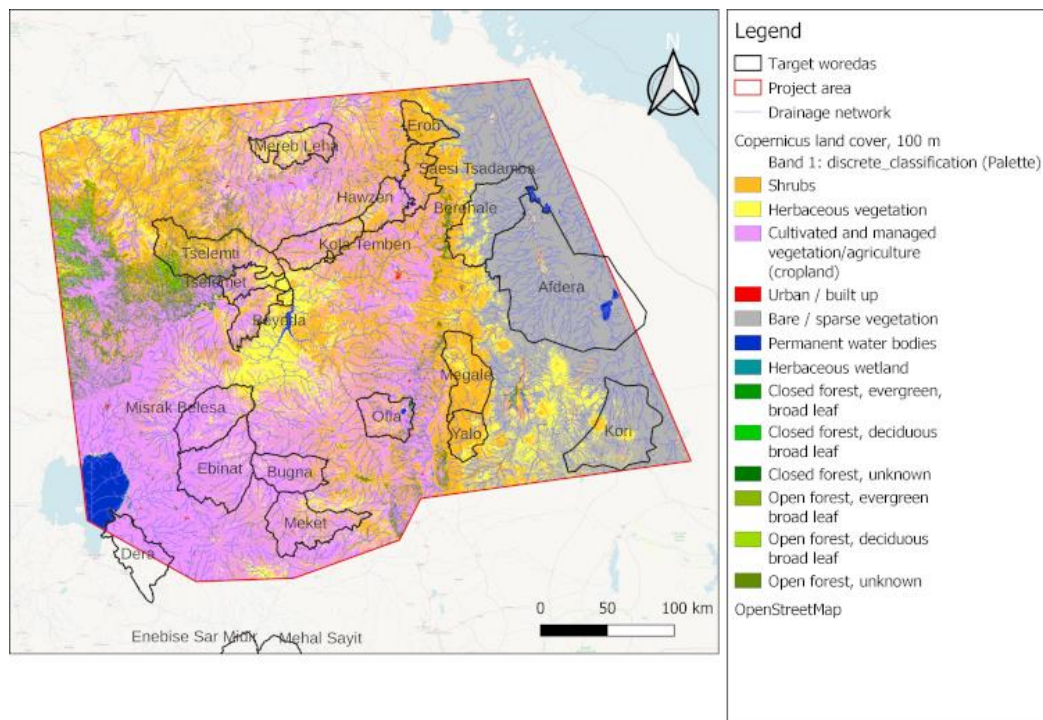 N
Erob
Mereb Leha
Saesi Tsadamba
Hawzen
Berahale
Kola Temben
Tselemti
Tselemet
Afdera
Beyeda
Megale
Misrak Belesa
Ofla
Yalo
Kori
Ebinat
Bugna
Meket
Dera
0 50 100 km
Enebise Sar Midir
Mehal Sayit
Legend
Target woredas
Project area
Drainage network
Copernicus land cover, 100 m
Band 1: discrete_classification (Palette)
Shrubs
Herbaceous vegetation
Cultivated and managed
vegetation/agriculture
(cropland)
Urban / built up
Bare / sparse vegetation
Permanent water bodies
Herbaceous wetland
Closed forest, evergreen,
broad leaf
Closed forest, deciduous
broad leaf
Closed forest, unknown
Open forest, evergreen
broad leaf
Open forest, deciduous
broad leaf
Open forest, unknown
OpenStreetMap